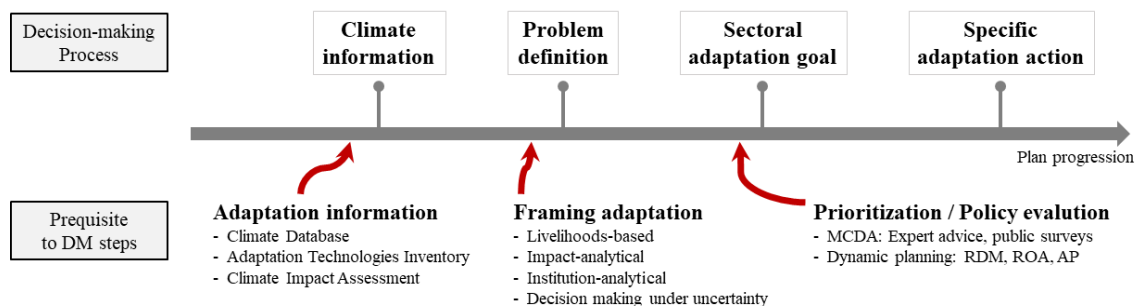 Decision-making
Process
Climate
information
Problem
definition
Sectoral
adaptation goal
Specific
adaptation action
Plan progression
Prequisite
to DM steps
Adaptation information
- Climate Database
- Adaptation Technologies Inventory
- Climate Impact Assessment
Framing adaptation
- Livelihoods-based
- Impact-analytical
- Institution-analytical
- Decision making under uncertainty
Prioritization / Policy evalution
- MCDA: Expert advice, public surveys
- Dynamic planning: RDM, ROA, AP